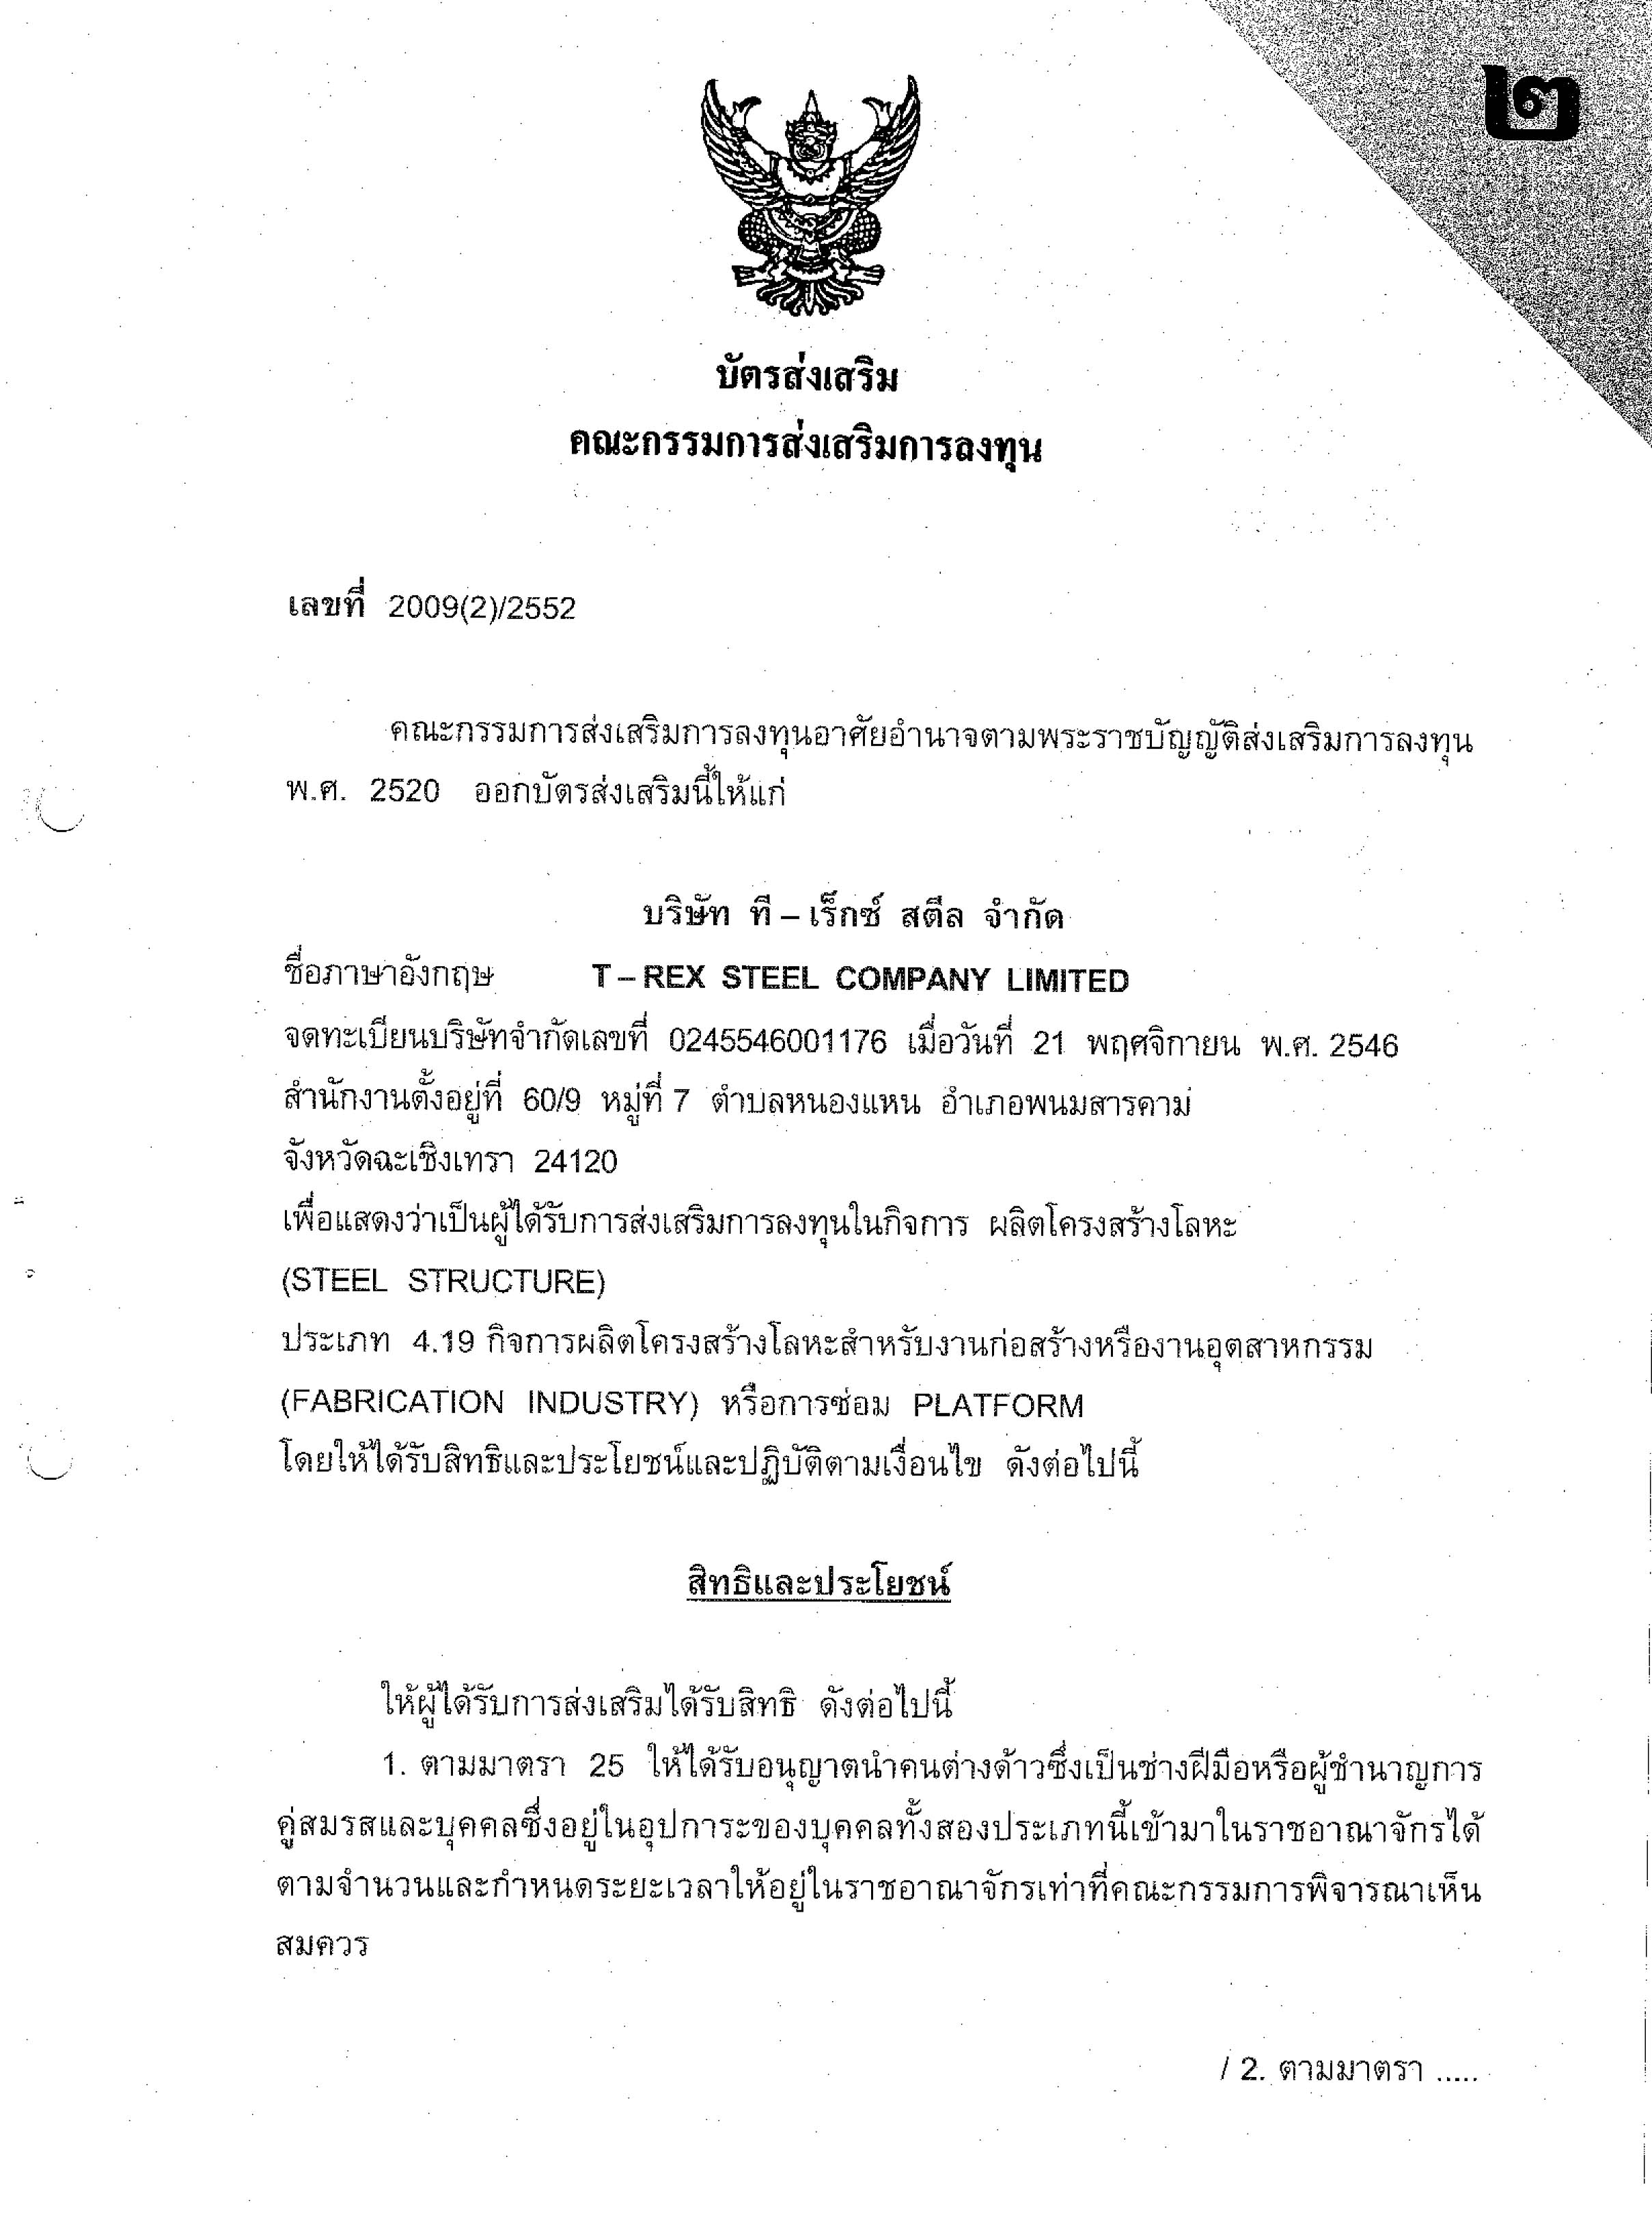 ๒
บัตรส่งเสริม
คณะกรรมการส่งเสริมการลงทุน
เลขที่ 2009(2)/2552
คณะกรรมการส่งเสริมการลงทุนอาศัยอำนาจตามพระราชบัญญัติส่งเสริมการลงทุน
พ.ศ. 2520 ออกบัตรส่งเสริมนี้ให้แก่
บริษัท ที – เร็กซ์ สตีล จำกัด
ชื่อภาษาอังกฤษ T – REX STEEL COMPANY LIMITED
จดทะเบียนบริษัทจำกัดเลขที่ 0245546001176 เมื่อวันที่ 21 พฤศจิกายน พ.ศ. 2546
สำนักงานตั้งอยู่ที่ 60/9 หมู่ที่ 7 ตำบลหนองแหน อำเภอพนมสารคาม
จังหวัดฉะเชิงเทรา 24120
เพื่อแสดงว่าเป็นผู้ได้รับการส่งเสริมการลงทุนในกิจการ ผลิตโครงสร้างโลหะ
(STEEL STRUCTURE)
ประเภท 4.19 กิจการผลิตโครงสร้างโลหะสำหรับงานก่อสร้างหรืองานอุตสาหกรรม
(FABRICATION INDUSTRY) หรือการซ่อม PLATFORM
โดยให้ได้รับสิทธิและประโยชน์และปฏิบัติตามเงื่อนไข ดังต่อไปนี้
สิทธิและประโยชน์
ให้ผู้ได้รับการส่งเสริมได้รับสิทธิ ดังต่อไปนี้
1. ตามมาตรา 25 ให้ได้รับอนุญาตนำคนต่างด้าวซึ่งเป็นช่างฝีมือหรือผู้ชำนาญการ
คู่สมรสและบุคคลซึ่งอยู่ในอุปการะของบุคคลทั้งสองประเภทนี้เข้ามาในราชอาณาจักรได้
ตามจำนวนและกำหนดระยะเวลาให้อยู่ในราชอาณาจักรเท่าที่คณะกรรมการพิจารณาเห็น
สมควร
/ 2. ตามมาตรา .....